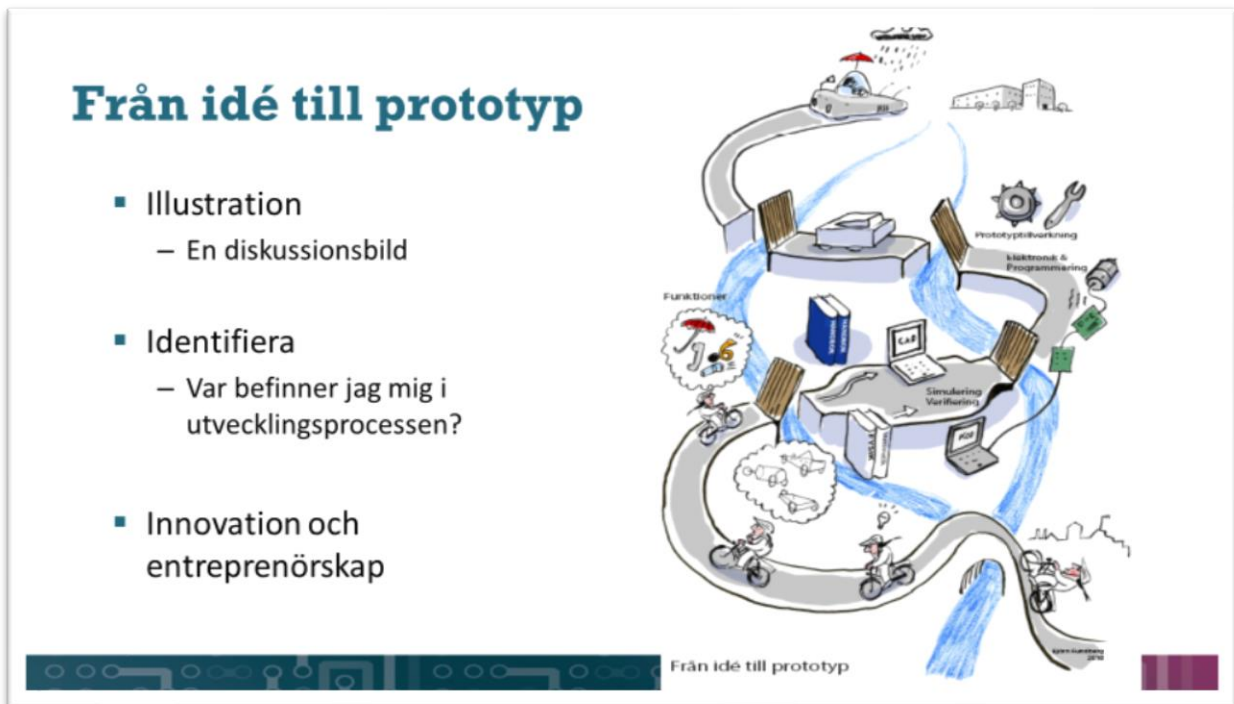 Från idé till prototyp
Illustration
– En diskussionsbild
Identifiera
– Var befinner jag mig i
utvecklingsprocessen?
Innovation och
entreprenörskap
Prototyptillverkning
Elektronik &
Programmering
Funktioner
CAD
Simulering
Verifiering
FYSIK
Från idé till prototyp